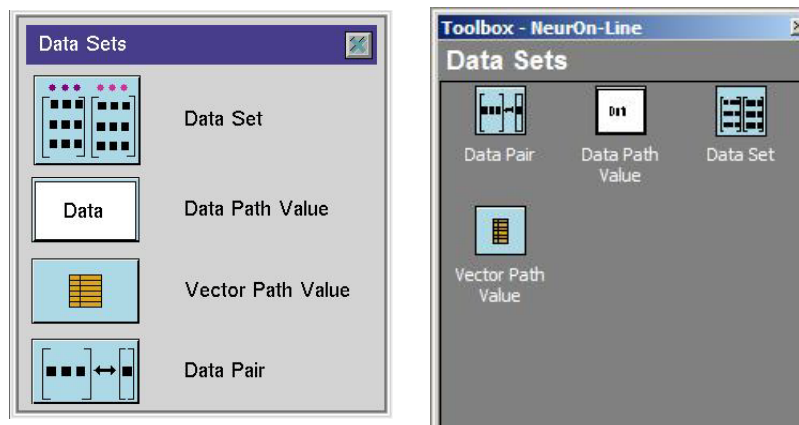 Data Sets
Data Set
Data
Data Path Value
Vector Path Value
Data Pair
Toolbox - NeurOn-Line
Data Sets
Data Pair
Data Path
Value
Data Set
Vector Path
Value